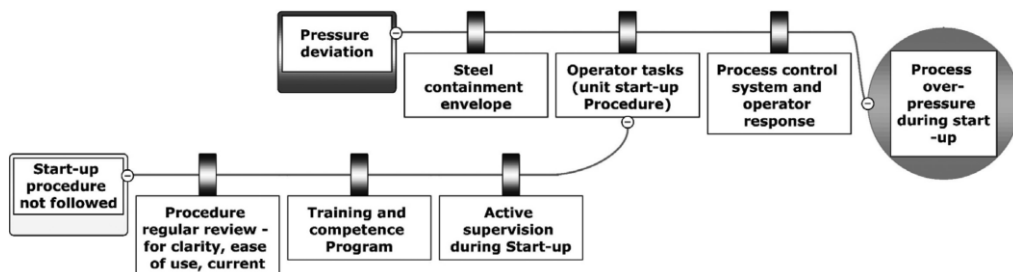 Pressure
deviation
Steel
containment
envelope
Operator tasks
(unit start-up
Procedure)
Process control
system and
operator
response
Process
over-
pressure
during start
-up
Start-up
procedure
not followed
Procedure
regular review -
for clarity, ease
of use, current
Training and
competence
Program
Active
supervision
during Start-up